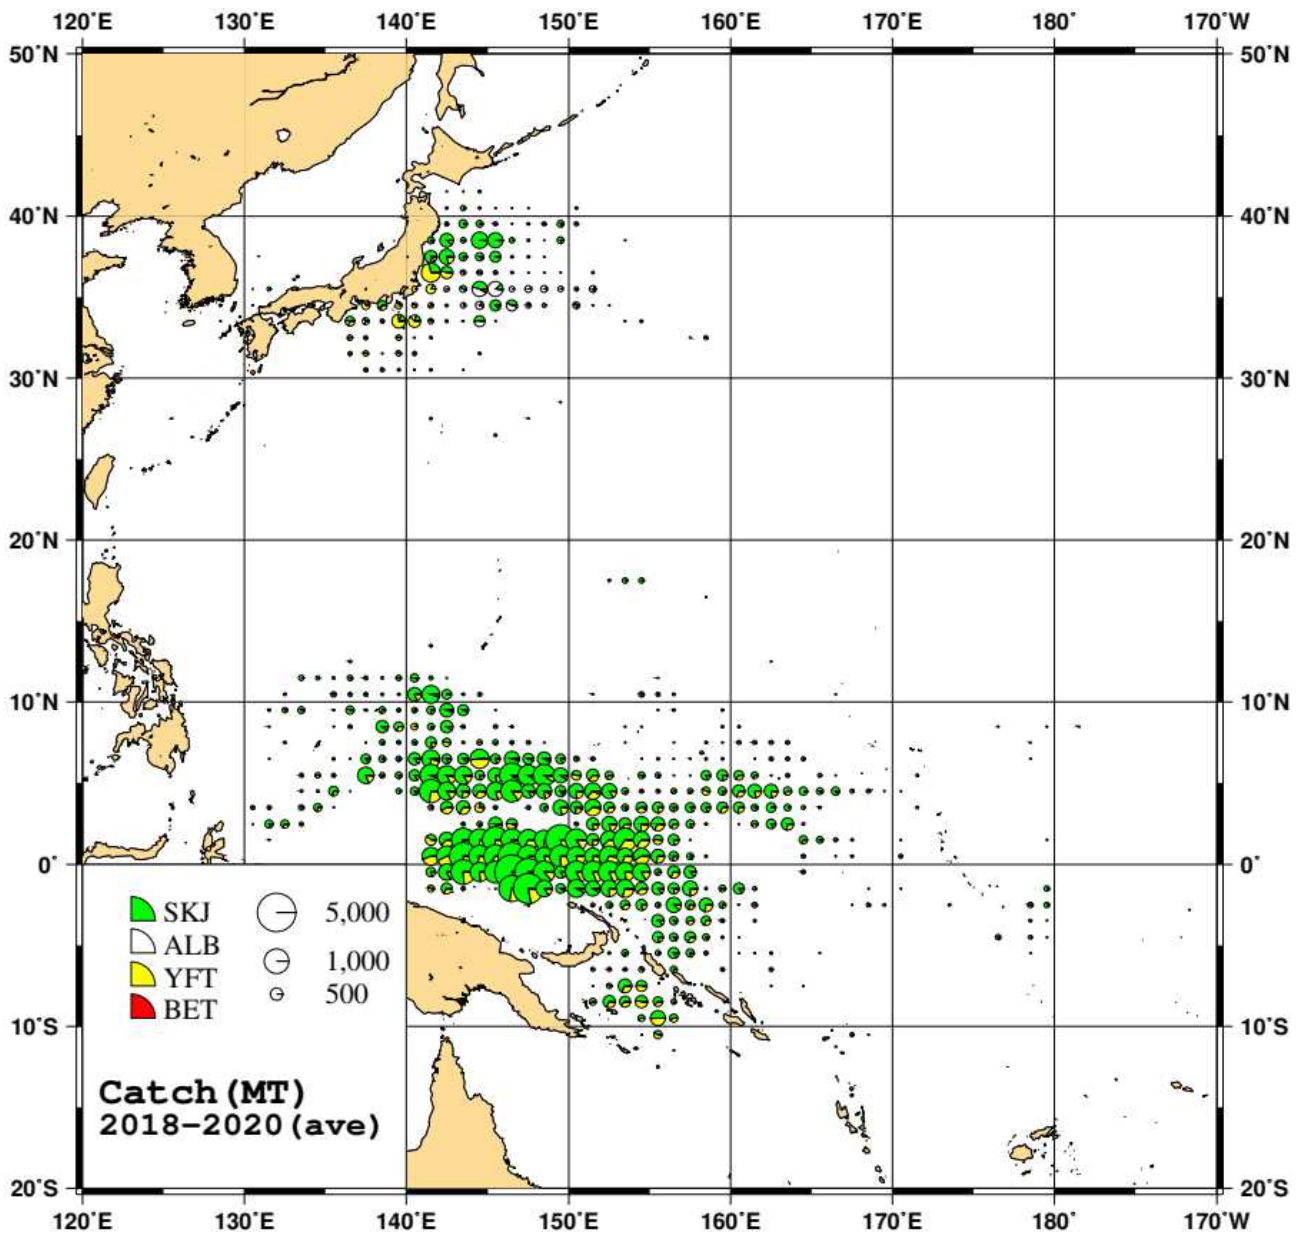 120˚E 130˚E 140˚E 150˚E 160˚E 170˚E 180˚ 170˚W
50˚N 50˚N
40˚N 40˚N
30˚N 30˚N
20˚N 20˚N
10˚N 10˚N
0˚ 0˚
SKJ 5,000
ALB 1,000
YFT 500
BET
10˚S 10˚S
Catch(MT)
2018−2020(ave)
20˚S 20˚S
120˚E 130˚E 140˚E 150˚E 160˚E 170˚E 180˚ 170˚W